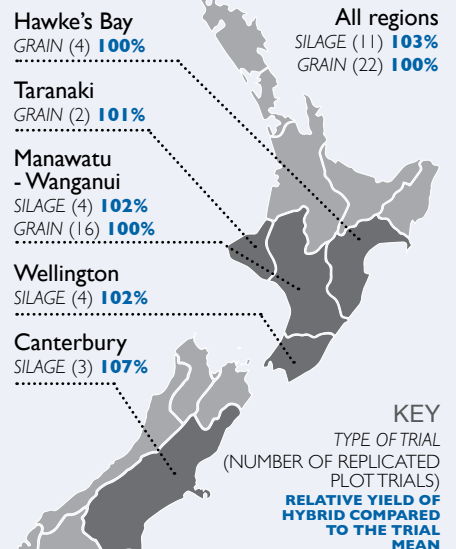 Hawke's Bay
GRAIN (4) 100%
Taranaki
GRAIN (2) 101%
Manawatu
- Wanganui
SILAGE (4) 102%
GRAIN (16) 100%
Wellington
SILAGE (4) 102%
Canterbury
SILAGE (3) 107%
All regions
SILAGE (11) 103%
GRAIN (22) 100%
KEY
TYPE OF TRIAL
(NUMBER OF REPLICATED
PLOT TRIALS)
RELATIVE YIELD OF
HYBRID COMPARED
TO THE TRIAL
MEAN